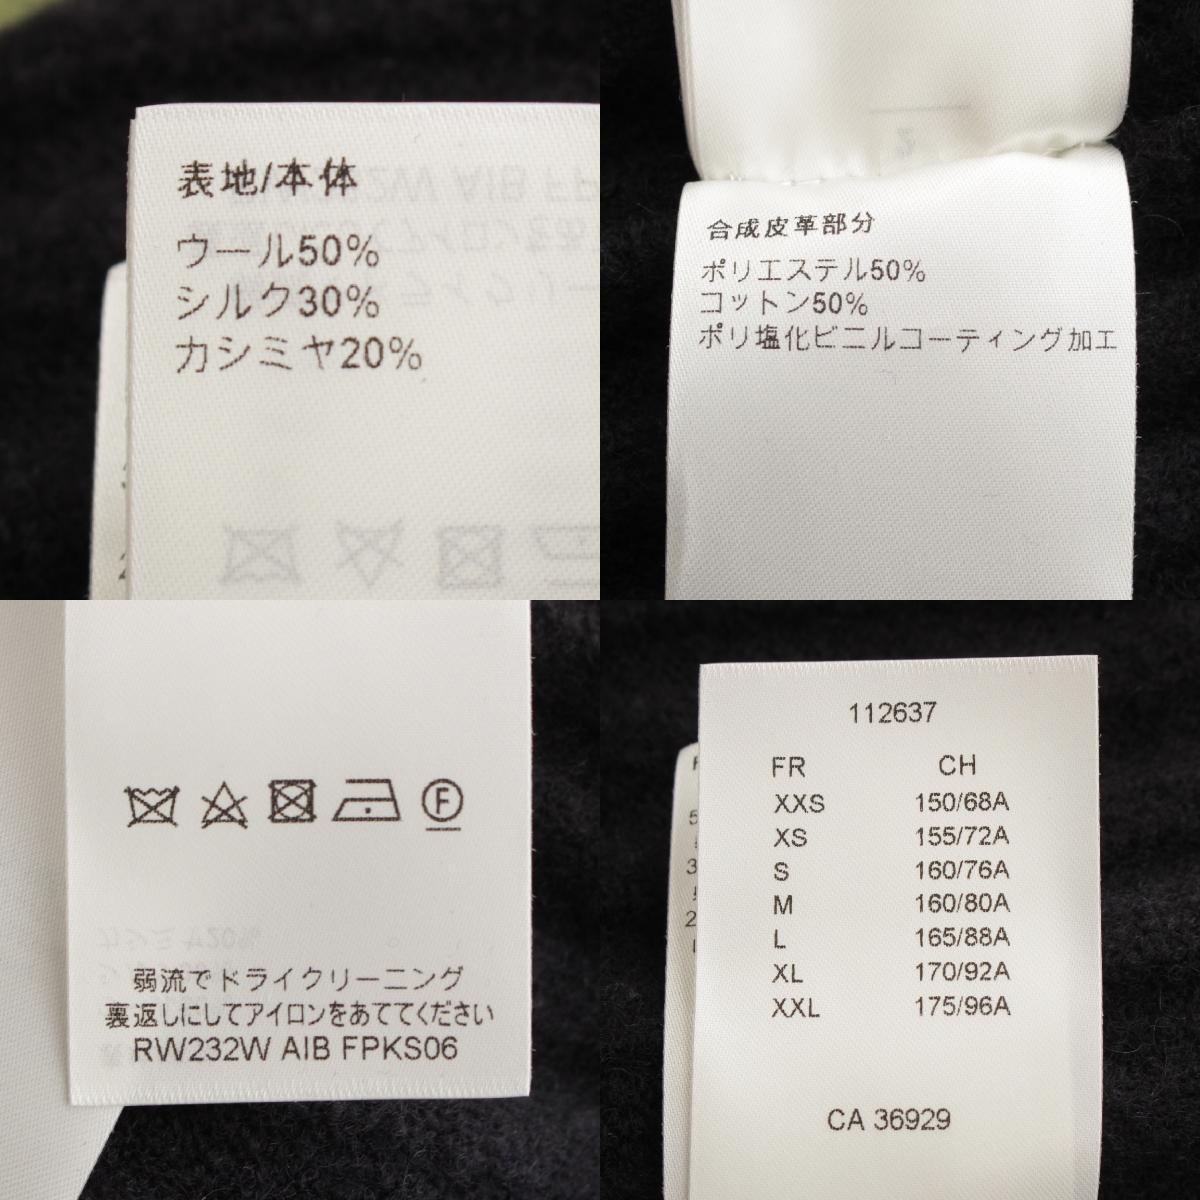 表地/本体
ウール50%
シルク30%
カシミヤ20%
合成皮革部分
ポリエステル50%
コットン50%
ポリ塩化ビニルコーティング加工
F
弱流でドライクリーニング
裏返しにしてアイロンをあててください
RW232W AIB FPKS06
112637
FR CH
XXS 150/68A
XS 155/72A
S 160/76A
M 160/80A
L 165/88A
XL 170/92A
XXL 175/96A
CA 36929